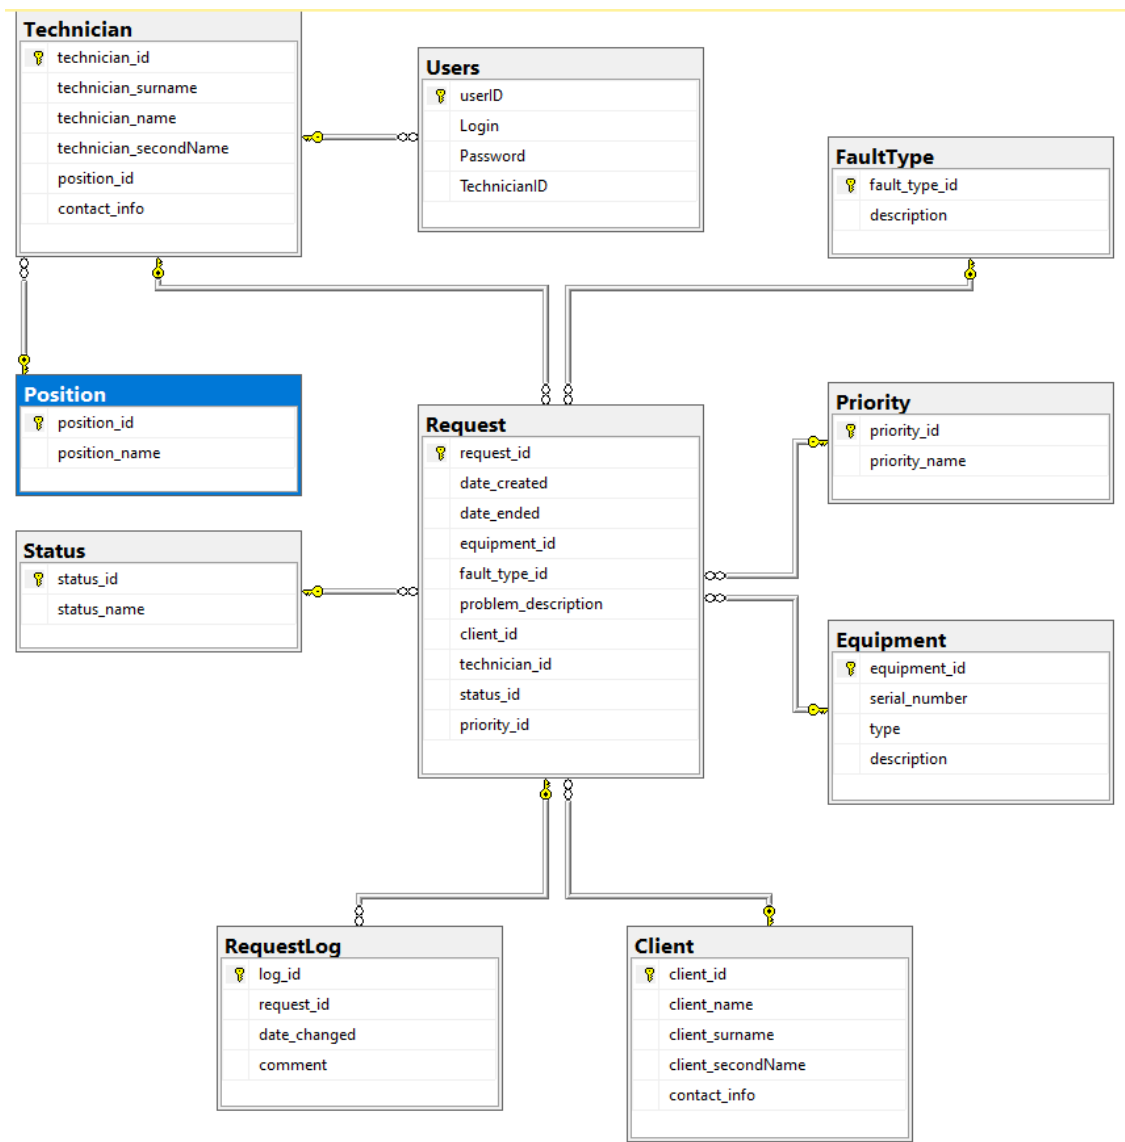 Technician
technician_id
technician_surname
technician_name
technician_secondName
position_id
contact_info
Users
userID
Login
Password
TechnicianID
FaultType
fault_type_id
description
Position
position_id
position_name
Request
request_id
date_created
date_ended
equipment_id
fault_type_id
problem_description
client_id
technician_id
status_id
priority_id
Priority
priority_id
priority_name
Status
status_id
status_name
Equipment
equipment_id
serial_number
type
description
RequestLog
log_id
request_id
date_changed
comment
Client
client_id
client_name
client_surname
client_secondName
contact_info